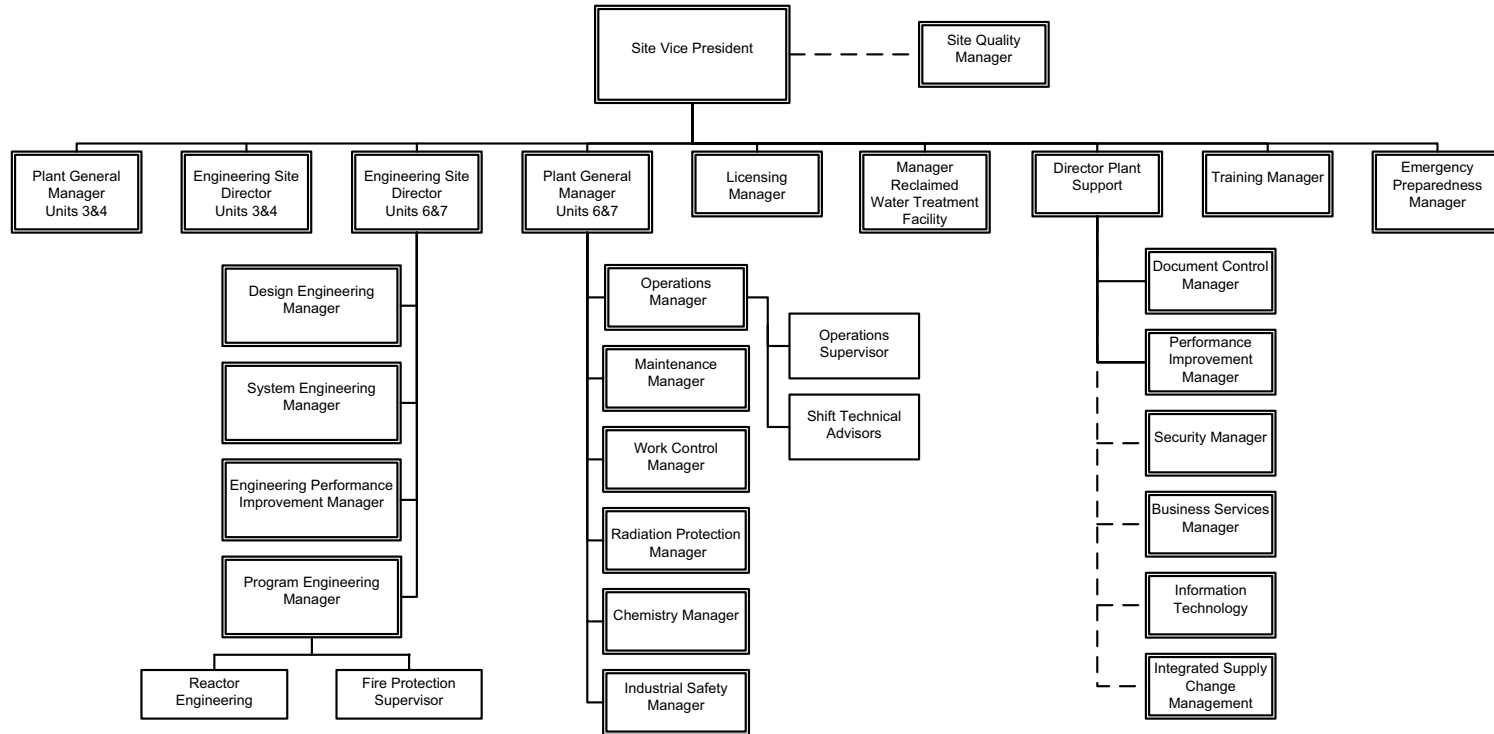 Site Vice President
Site Quality
Manager
Plant General
Manager
Units 3&4
Engineering Site
Director
Units 3&4
Engineering Site
Director
Units 6&7
Plant General
Manager
Units 6&7
Licensing
Manager
Manager
Reclaimed
Water Treatment
Facility
Director Plant
Support
Training Manager
Emergency
Preparedness
Manager
Design Engineering
Manager
System Engineering
Manager
Engineering Performance
Improvement Manager
Program Engineering
Manager
Reactor
Engineering
Fire Protection
Supervisor
Operations
Manager
Operations
Supervisor
Shift Technical
Advisors
Maintenance
Manager
Work Control
Manager
Radiation Protection
Manager
Chemistry Manager
Industrial Safety
Manager
Document Control
Manager
Performance
Improvement
Manager
Security Manager
Business Services
Manager
Information
Technology
Integrated Supply
Change
Management